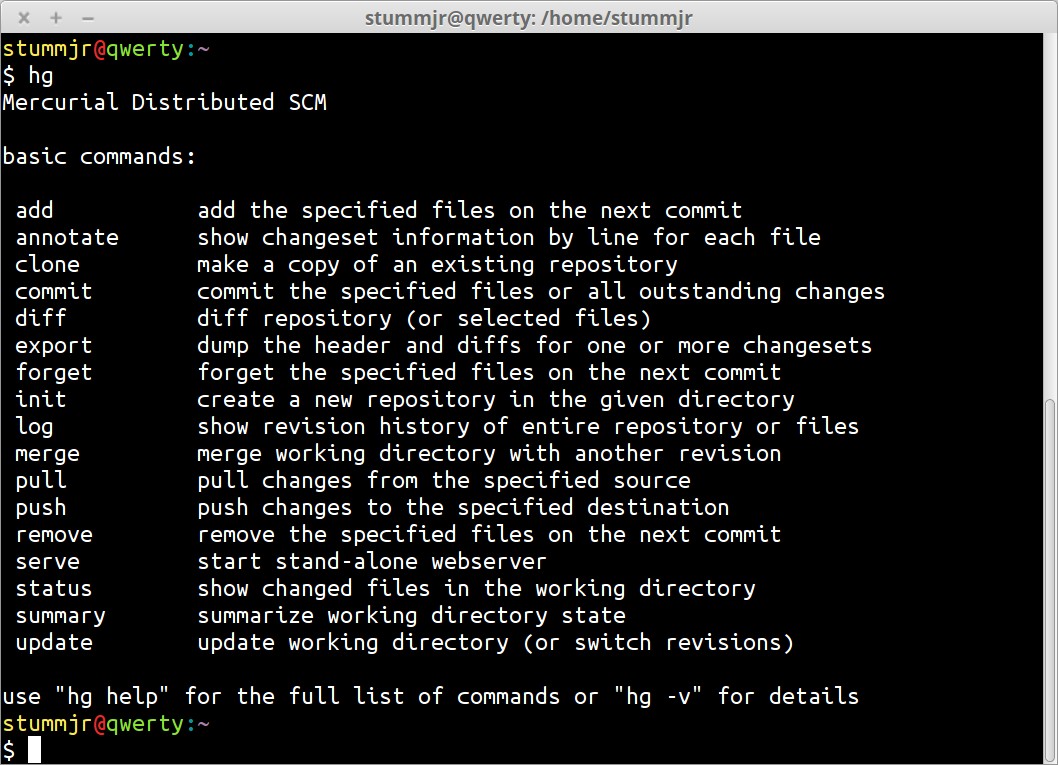 stummjr@qwerty: /home/stummjr
stummjr@qwerty:~
$ hg
Mercurial Distributed SCM
basic commands:
add add the specified files on the next commit
annotate show changeset information by line for each file
clone make a copy of an existing repository
commit commit the specified files or all outstanding changes
diff diff repository (or selected files)
export dump the header and diffs for one or more changesets
forget forget the specified files on the next commit
init create a new repository in the given directory
log show revision history of entire repository or files
merge merge working directory with another revision
pull pull changes from the specified source
push push changes to the specified destination
remove remove the specified files on the next commit
serve start stand-alone webserver
status show changed files in the working directory
summary summarize working directory state
update update working directory (or switch revisions)
use "hg help" for the full list of commands or "hg -v" for details
stummjr@qwerty:~
$